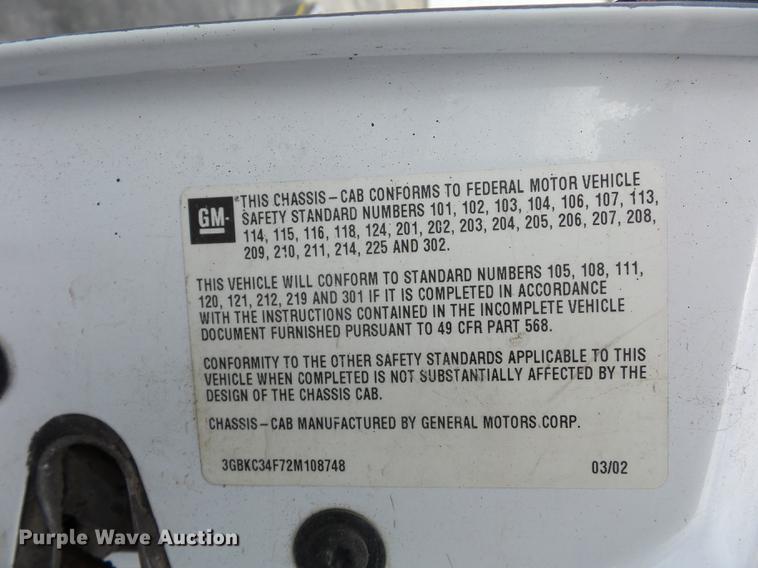 GM
THIS CHASSIS-CAB CONFORMS TO FEDERAL MOTOR VEHICLE
SAFETY STANDARD NUMBERS 101, 102, 103, 104, 106, 107, 113,
114, 115, 116, 118, 124, 201, 202, 203, 204, 205, 206, 207, 208,
209, 210, 211, 214, 225 AND 302.
THIS VEHICLE WILL CONFORM TO STANDARD NUMBERS 105, 108, 111,
120, 121, 212, 219 AND 301 IF IT IS COMPLETED IN ACCORDANCE
WITH THE INSTRUCTIONS CONTAINED IN THE INCOMPLETE VEHICLE
DOCUMENT FURNISHED PURSUANT TO 49 CFR PART 568.
CONFORMITY TO THE OTHER SAFETY STANDARDS APPLICABLE TO THIS
VEHICLE WHEN COMPLETED IS NOT SUBSTANTIALLY AFFECTED BY THE
DESIGN OF THE CHASSIS CAB.
CHASSIS-CAB MANUFACTURED BY GENERAL MOTORS CORP.
3GBKC34F72M108748 03/02
Purple Wave Auction